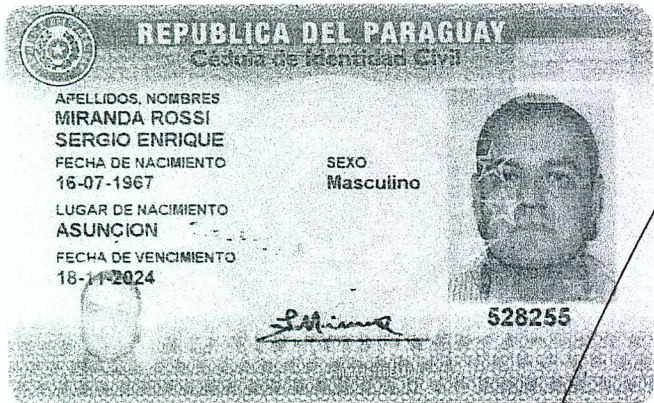 REPUBLICA DEL PARAGUAY
Cedula de Identidad Civil
APELLIDOS, NOMBRES
MIRANDA ROSSI
SERGIO ENRIQUE
FECHA DE NACIMIENTO
16-07-1967
SEXO
Masculino
LUGAR DE NACIMIENTO
ASUNCION
FECHA DE VENCIMIENTO
18-11-2024
528255